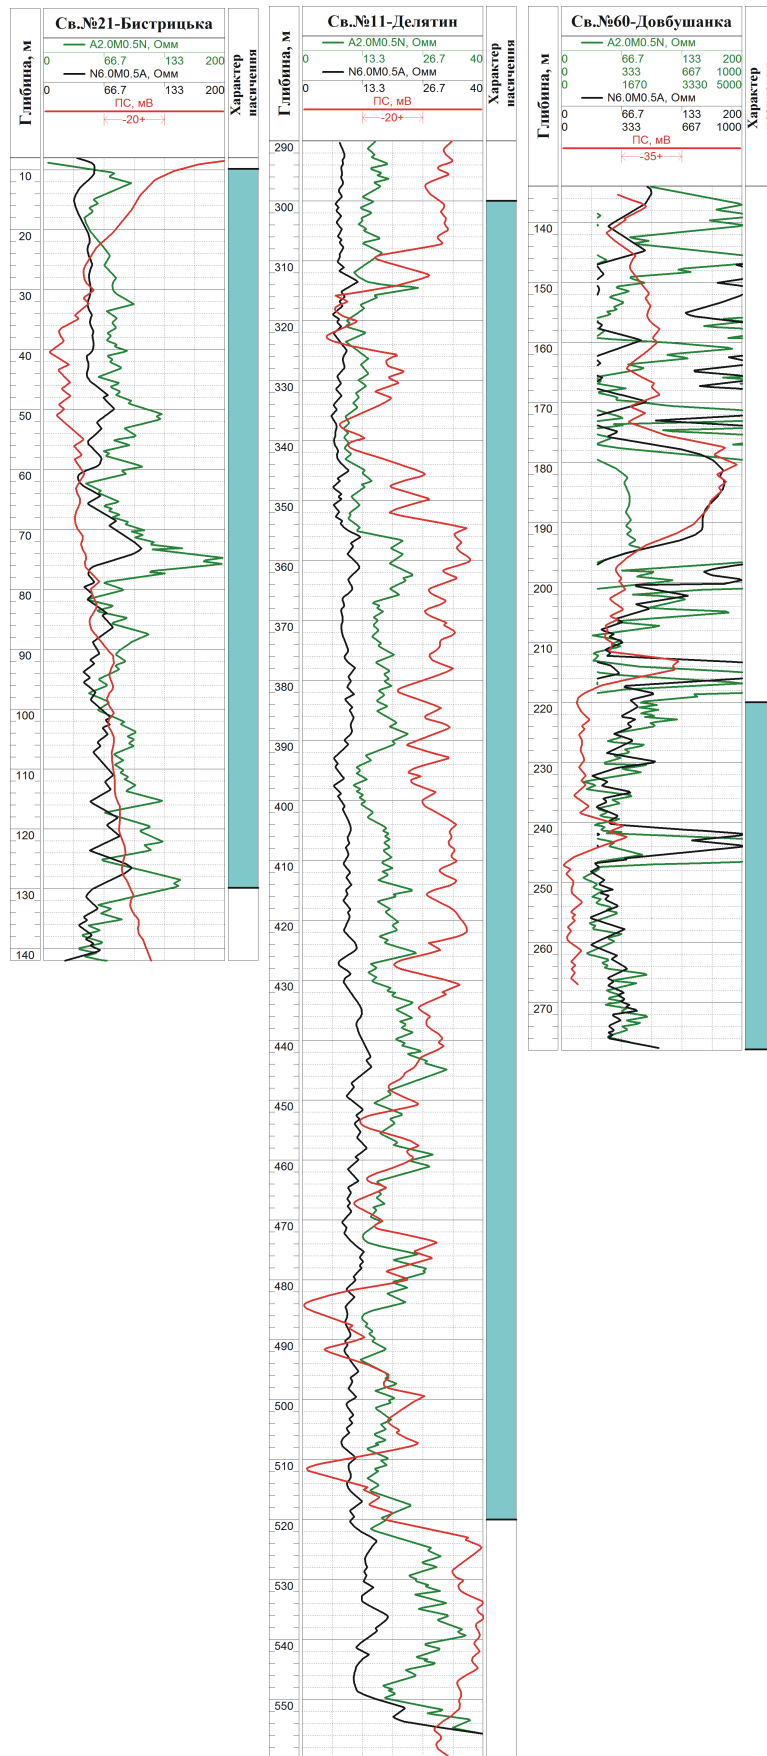 Св.№21-Бистрицька
Глибина, м
A2.0M0.5N, Омм
0 66.7 133 200
N6.0M0.5A, Омм
0 66.7 133 200
ПС, мВ
-20+
Характер
насичення
10
20
30
40
50
60
70
80
90
100
110
120
130
140
Св.№11-Делятин
Глибина, м
A2.0M0.5N, Омм
0 13.3 26.7 40
N6.0M0.5A, Омм
0 13.3 26.7 40
ПС, мВ
-20+
Характер
насичення
290
300
310
320
330
340
350
360
370
380
390
400
410
420
430
440
450
460
470
480
490
500
510
520
530
540
550
Св.№60-Довбушанка
Глибина, м
A2.0M0.5N, Омм
0 66.7 133 200
0 333 667 1000
0 1670 3330 5000
N6.0M0.5A, Омм
0 66.7 133 200
0 333 667 1000
ПС, мВ
-35+
Характер
140
150
160
170
180
190
200
210
220
230
240
250
260
270